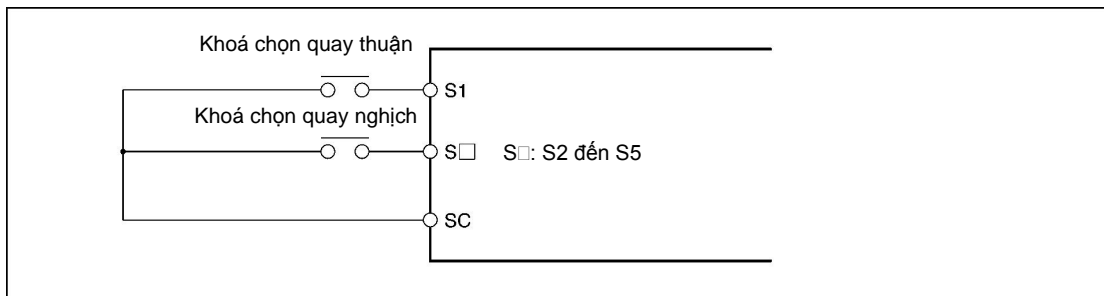 Khoá chọn quay thuận
S1
Khoá chọn quay nghịch
S□ S□: S2 đến S5
SC